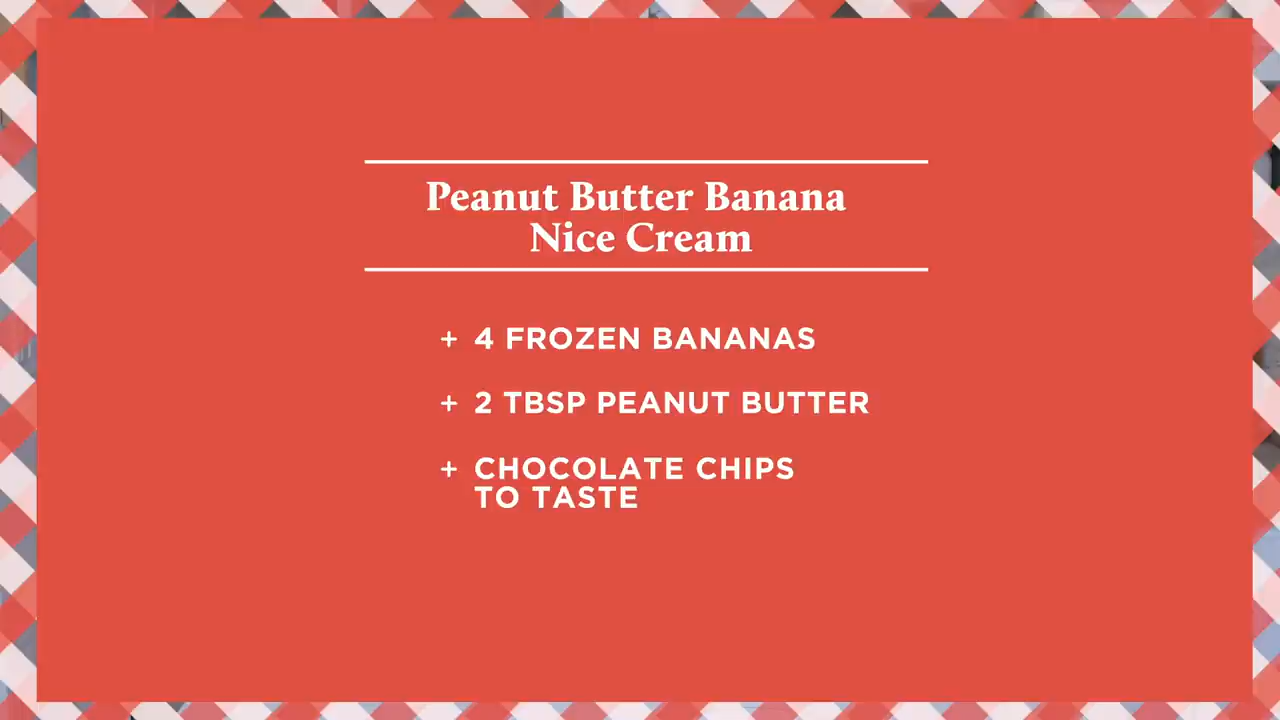 Peanut Butter Banana
Nice Cream
+ 4 FROZEN BANANAS
+ 2 TBSP PEANUT BUTTER
+ CHOCOLATE CHIPS
TO TASTE